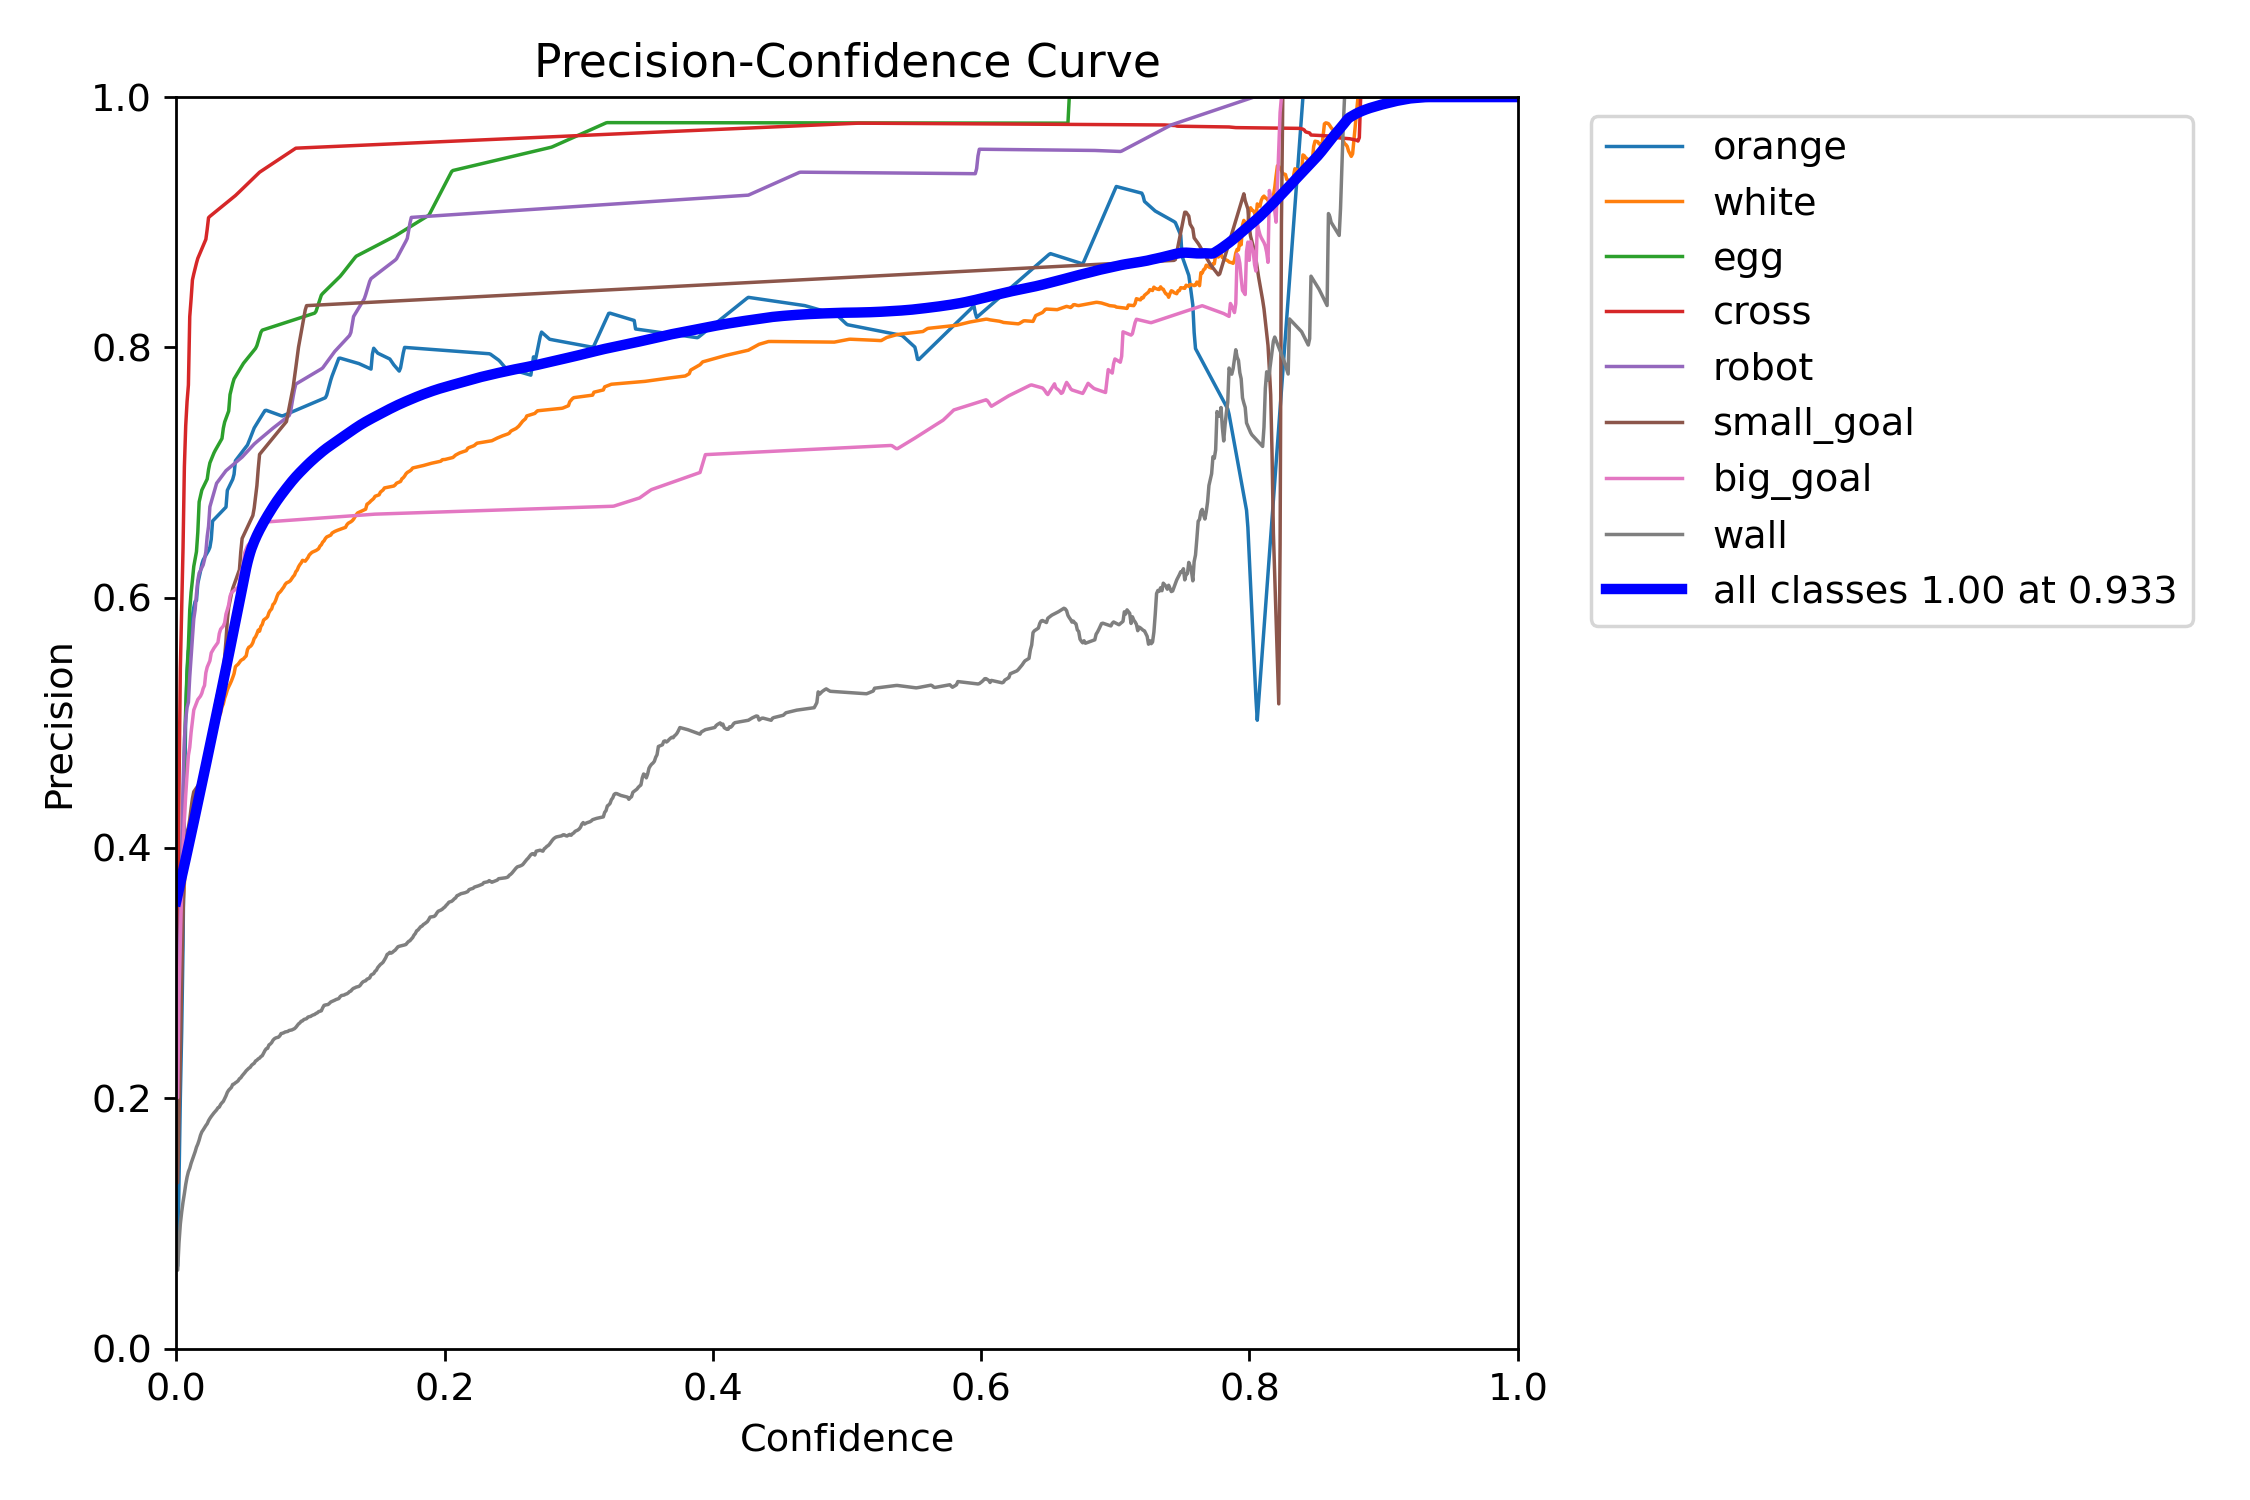 Precision-Confidence Curve
1.0
0.8
0.6
0.4
0.2
0.0
Precision
0.0 0.2 0.4 0.6 0.8 1.0
Confidence
orange
white
egg
cross
robot
small_goal
big_goal
wall
all classes 1.00 at 0.933